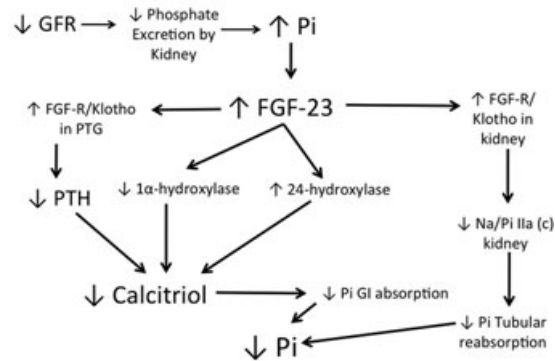 ↓ GFR
↓ Phosphate
Excretion by
Kidney
↑ Pi
↑ FGF-R/Klotho
in PTG
↑ FGF-23
↑ FGF-R/
Klotho in
kidney
↓ PTH
↓ 1α-hydroxylase
↑ 24-hydroxylase
↓ Na/Pi IIa (c)
kidney
↓ Calcitriol
↓ Pi GI absorption
↓ Pi
↓ Pi Tubular
reabsorption